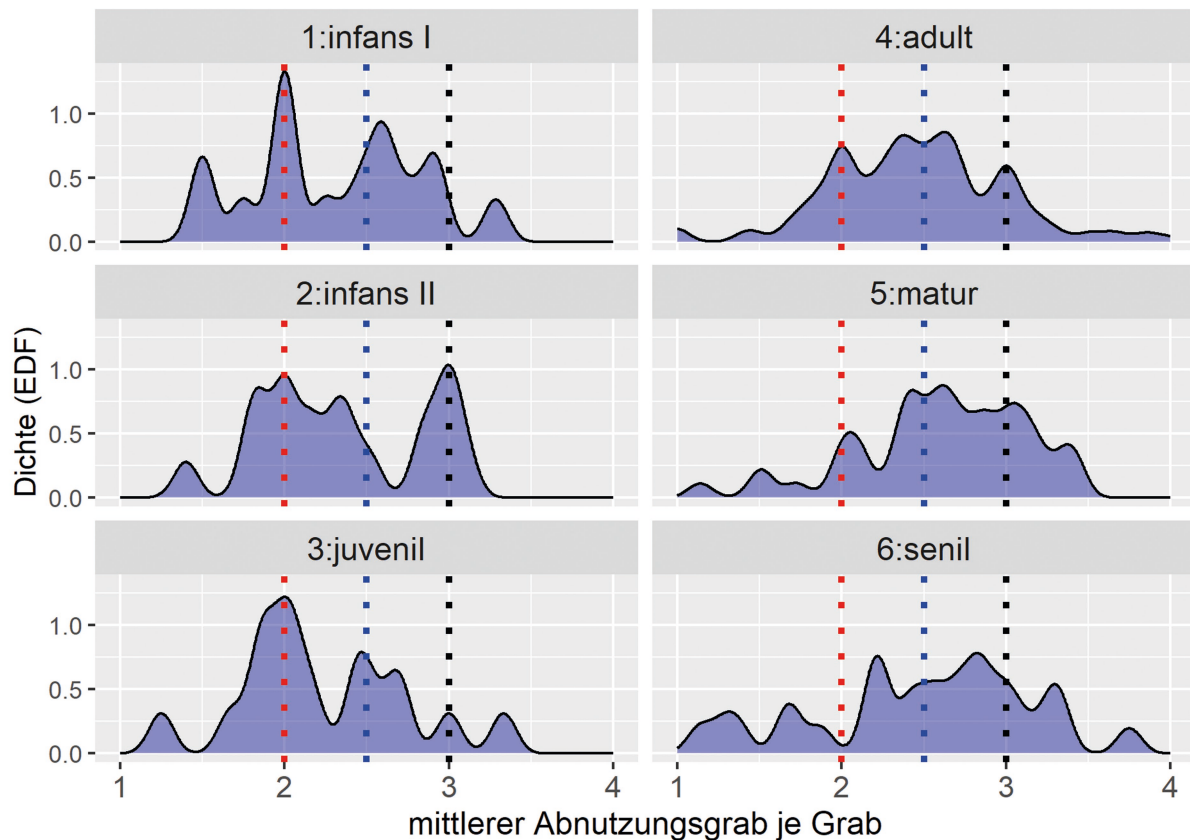 1:infans I
4:adult
1.0
0.5
0.0
2:infans II
5:matur
1.0
0.5
0.0
3:juvenil
6:senil
1.0
0.5
0.0
Dichte (EDF)
1 2 3 4 1 2 3 4
mittlerer Abnutzungsgrab je Grab